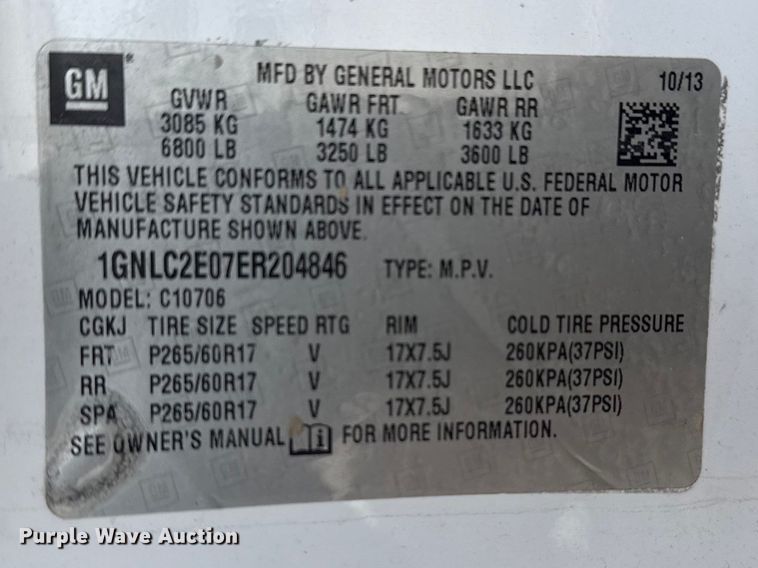 GM
MFD BY GENERAL MOTORS LLC 10/13
GVWR GAWR FRT GAWR RR
3085 KG 1474 KG 1633 KG
6800 LB 3250 LB 3600 LB
THIS VEHICLE CONFORMS TO ALL APPLICABLE U.S. FEDERAL MOTOR
VEHICLE SAFETY STANDARDS IN EFFECT ON THE DATE OF
MANUFACTURE SHOWN ABOVE.
1GNLC2E07ER204846 TYPE: M.P.V.
MODEL: C10706
CGKJ TIRE SIZE SPEED RTG RIM COLD TIRE PRESSURE
FRT P265/60R17 V 17X7.5J 260KPA(37PSI)
RR P265/60R17 V 17X7.5J 260KPA(37PSI)
SPA P265/60R17 V 17X7.5J 260KPA(37PSI)
SEE OWNER'S MANUAL i FOR MORE INFORMATION.
Purple Wave Auction